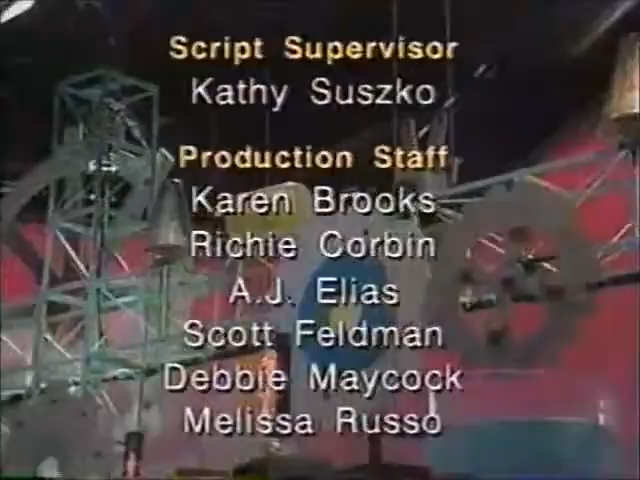 Script Supervisor
Kathy Suszko
Production Staff
Karen Brooks
Richie Corbin
A.J. Elias
Scott Feldman
Debbie Maycock
Melissa Russo